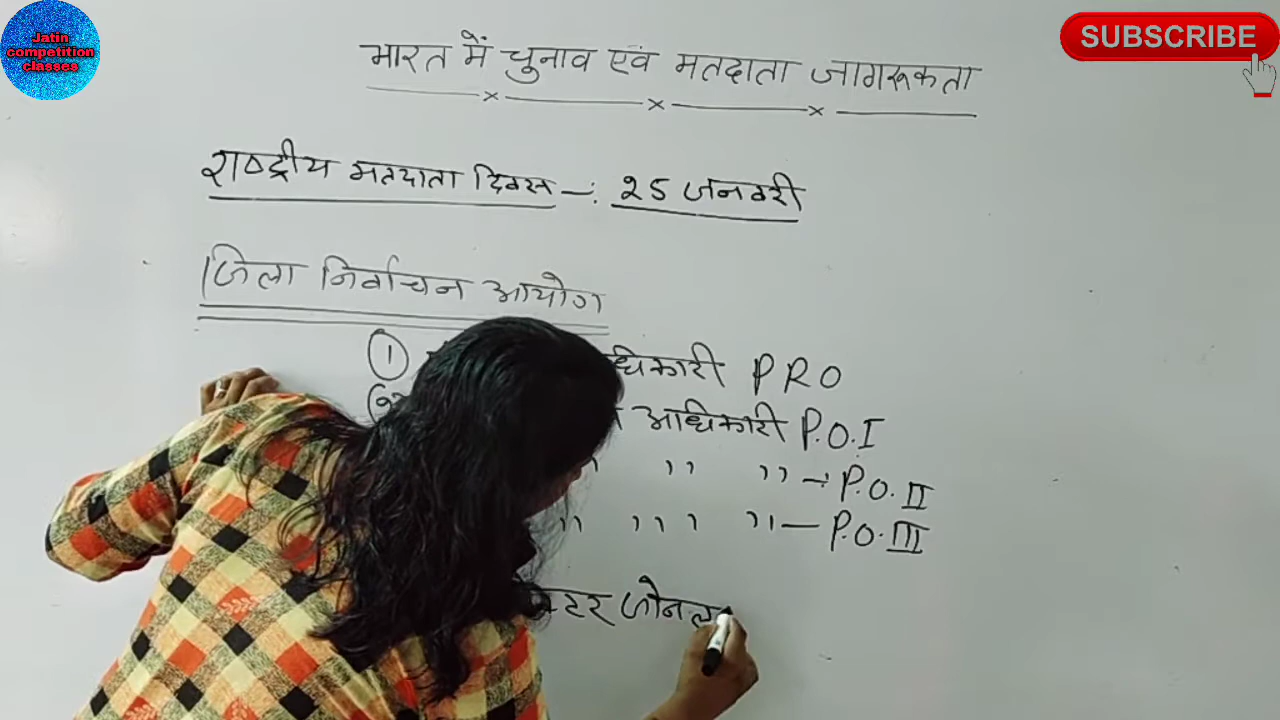 Jatin
competition
classes
SUBSCRIBE
भारत में चुनाव एवं मतदाता जागरूकता
राष्ट्रीय मतदाता दिवस —: 25 जनवरी
जिला निर्वाचन आयोग
① धिकारी PRO
② अधिकारी P.O.I
,, ,, —: P.O. II
,, ,,, ,, — P.O. III
टर जोनल